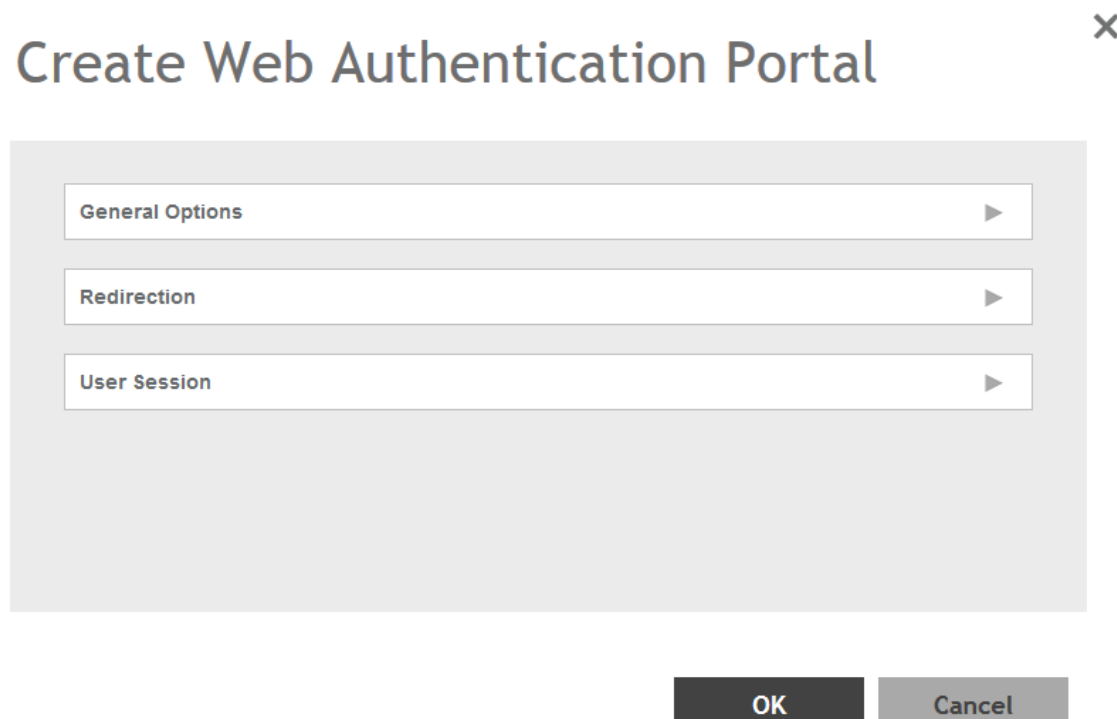 Create Web Authentication Portal
General Options
Redirection
User Session
OK
Cancel